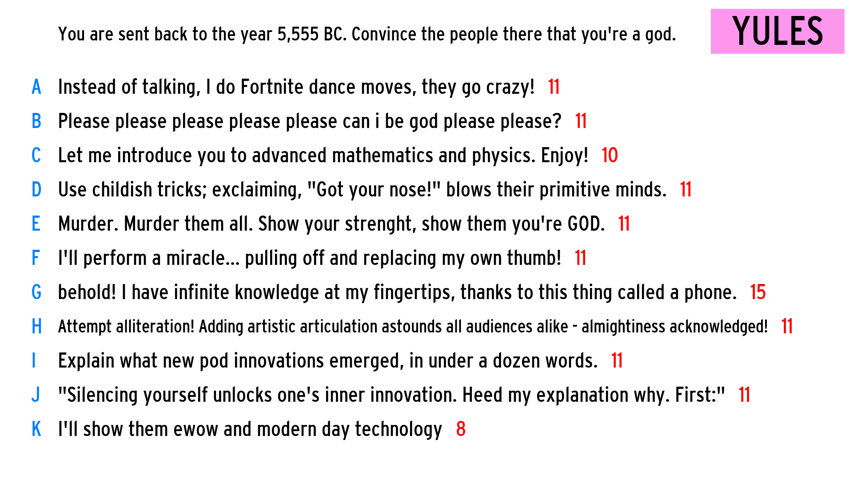 You are sent back to the year 5,555 BC. Convince the people there that you're a god.
YULES
A Instead of talking, I do Fortnite dance moves, they go crazy! 11
B Please please please please please can i be god please please? 11
C Let me introduce you to advanced mathematics and physics. Enjoy! 10
D Use childish tricks; exclaiming, "Got your nose!" blows their primitive minds. 11
E Murder. Murder them all. Show your strenght, show them you're GOD. 11
F I'll perform a miracle... pulling off and replacing my own thumb! 11
G behold! I have infinite knowledge at my fingertips, thanks to this thing called a phone. 15
H Attempt alliteration! Adding artistic articulation astounds all audiences alike - almightiness acknowledged! 11
I Explain what new pod innovations emerged, in under a dozen words. 11
J "Silencing yourself unlocks one's inner innovation. Heed my explanation why. First:" 11
K I'll show them ewow and modern day technology 8